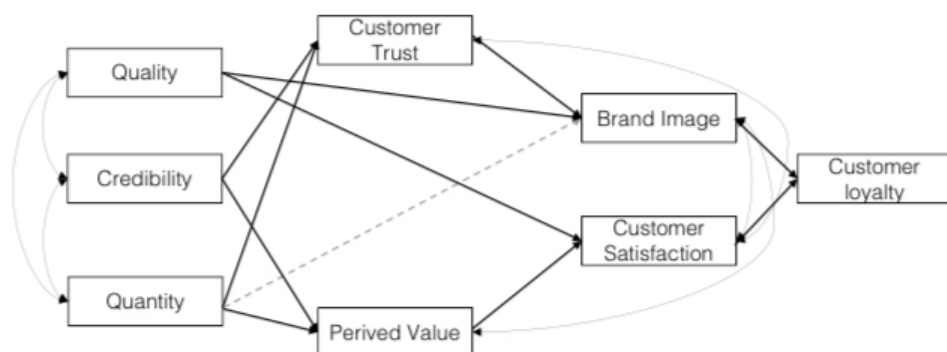 Customer
Trust
Quality
Brand Image
Credibility
Customer
loyalty
Customer
Satisfaction
Quantity
Perived Value